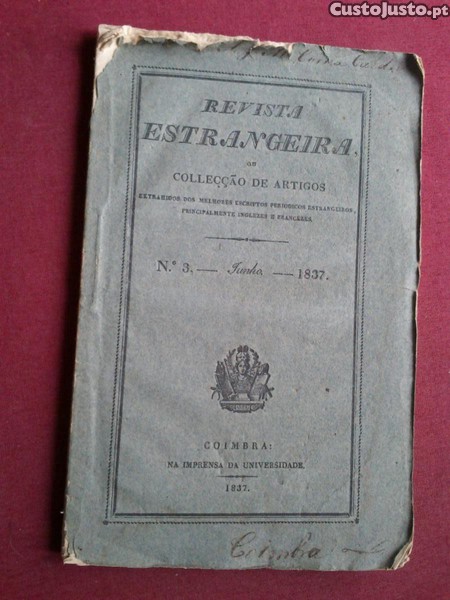 CustoJusto.pt
REVISTA
ESTRANGEIRA,
OU
COLLECÇÃO DE ARTIGOS
EXTRAHIDOS DOS MELHORES ESCRIPTOS PERIODICOS ESTRANGEIROS,
PRINCIPALMENTE INGLEZES E FRANCEZES.
N.º 3, — Junho, — 1837.
COIMBRA:
NA IMPRENSA DA UNIVERSIDADE.
1837.
Coimbra